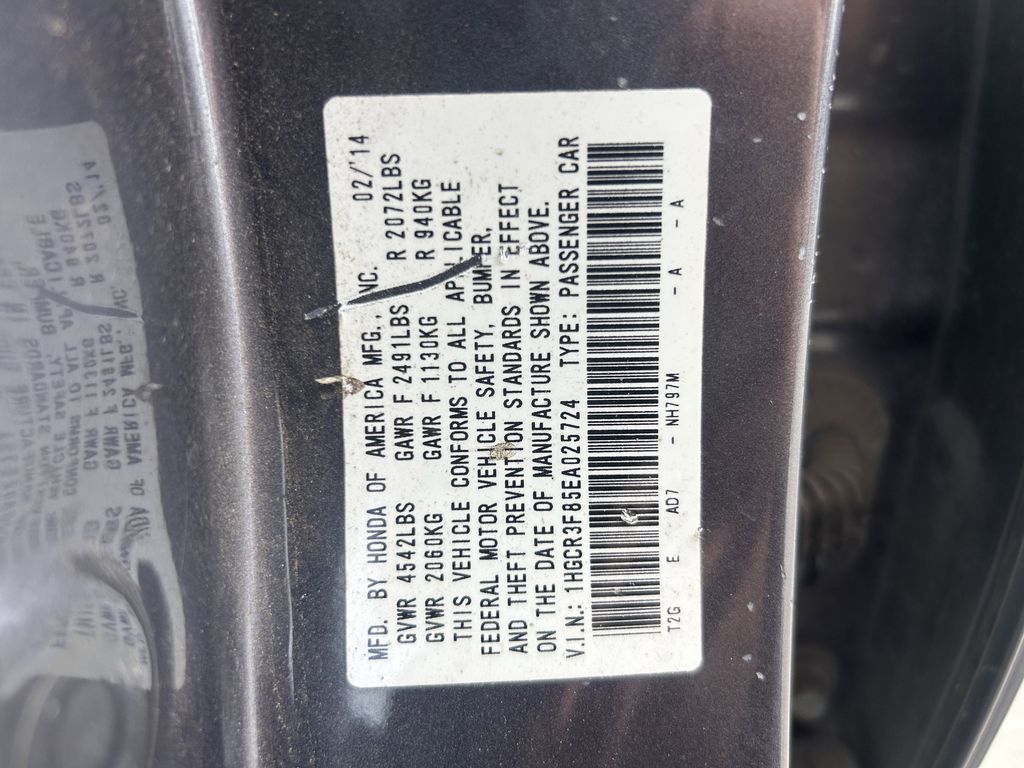 MFD. BY HONDA OF AMERICA MFG., INC. 02/'14
GVWR 4542LBS GAWR F 2491LBS R 2072LBS
GVWR 2060KG GAWR F 1130KG R 940KG
THIS VEHICLE CONFORMS TO ALL APPLICABLE
FEDERAL MOTOR VEHICLE SAFETY, BUMPER,
AND THEFT PREVENTION STANDARDS IN EFFECT
ON THE DATE OF MANUFACTURE SHOWN ABOVE.
V.I.N.: 1HGCR3F85EA025724 TYPE: PASSENGER CAR
T2G E AD7 - NH797M - A - A